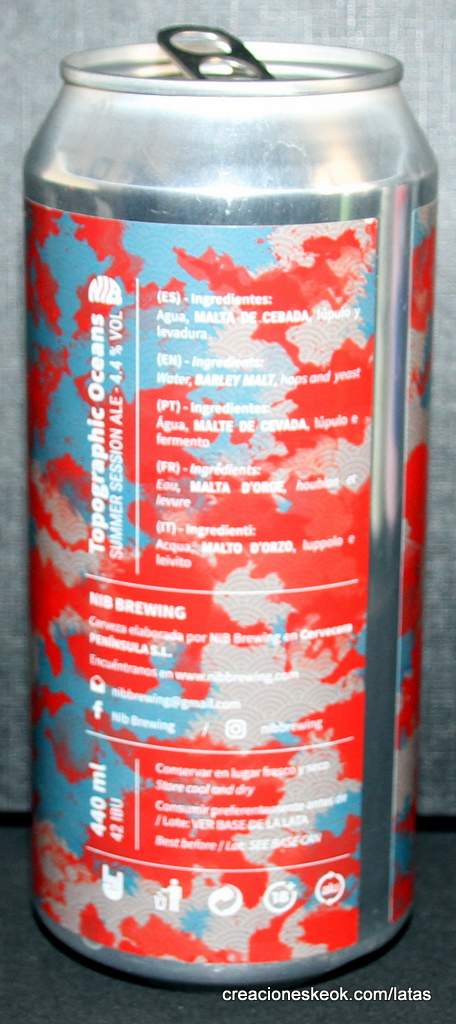 NIB
Topographic Oceans
SUMMER SESSION ALE - 4.4 % VOL
(ES) - Ingredientes:
Agua, MALTA DE CEBADA, lúpulo y
levadura
(EN) - Ingredients:
Water, BARLEY MALT, hops and yeast
(PT) - Ingredientes:
Água, MALTE DE CEVADA, lúpulo e
fermento
(FR) - Ingrédients:
Eau, MALTA D'ORGE, houblon et
levure
(IT) - Ingredienti:
Acqua, MALTO D'ORZO, luppolo e
leivito
NIB BREWING
Cerveza elaborada por NIB Brewing en Cervecera
PENÍNSULA S.L.
Encuéntranos en www.nibbrewing.com
nibbrewing@gmail.com
Nib Brewing / nibbrewing
440 ml
42 IBU
Conservar en lugar fresco y seco
Store cool and dry
Consumir preferentemente antes de
/ Lote: VER BASE DE LA LATA
Best before / Lot: SEE BASE CAN
18+
creacioneskeok.com/latas